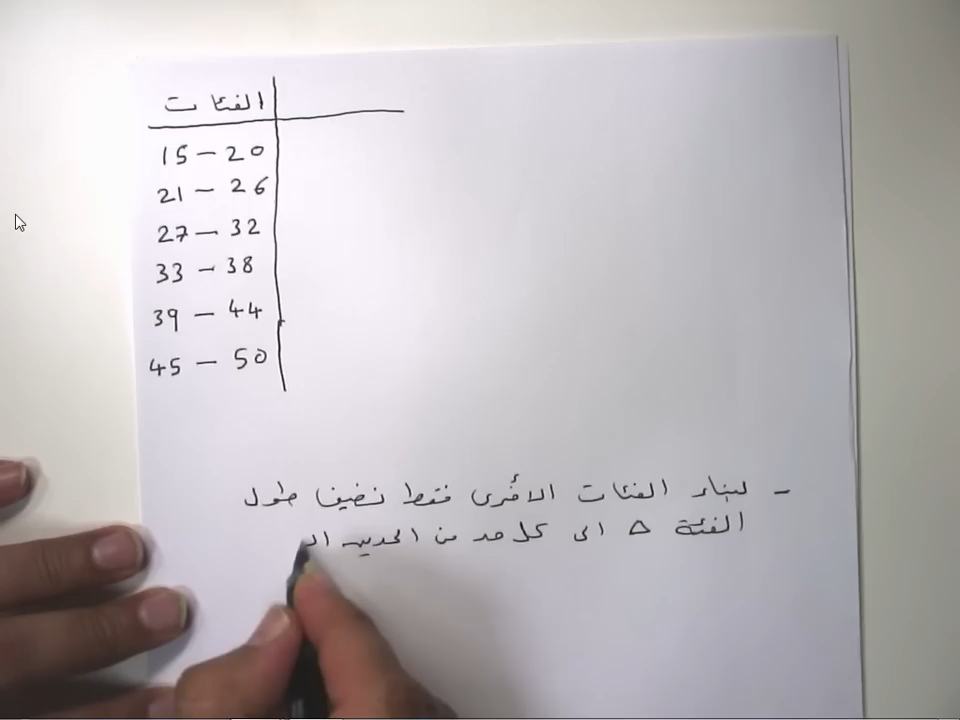 الفئات
15 – 20
21 – 26
27 – 32
33 – 38
39 – 44
45 – 50
- لبناء الفئات الأخرى فقط نضيف طول
الفئة ∆ الى كل حد من الحدين